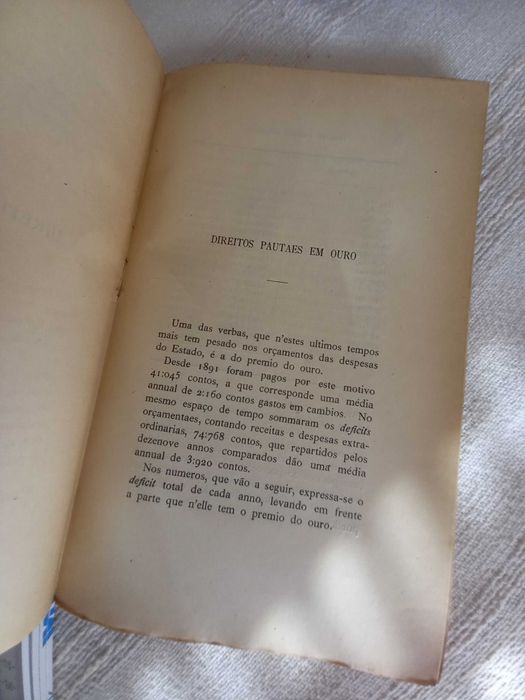 DIREITOS PAUTAES EM OURO
Uma das verbas, que n'estes ultimos tempos
mais tem pesado nos orçamentos das despesas
do Estado, é a do premio do ouro.
Desde 1891 foram pagos por este motivo
41:045 contos, a que corresponde uma média
annual de 2:160 contos gastos em cambios. No
mesmo espaço de tempo sommaram os deficits
orçamentaes, contando receitas e despesas extra-
ordinarias, 74:768 contos, que repartidos pelos
dezenove annos comparados dão uma média
annual de 3:920 contos.
Nos numeros, que vão a seguir, expressa-se o
deficit total de cada anno, levando em frente
a parte que n'elle tem o premio do ouro.